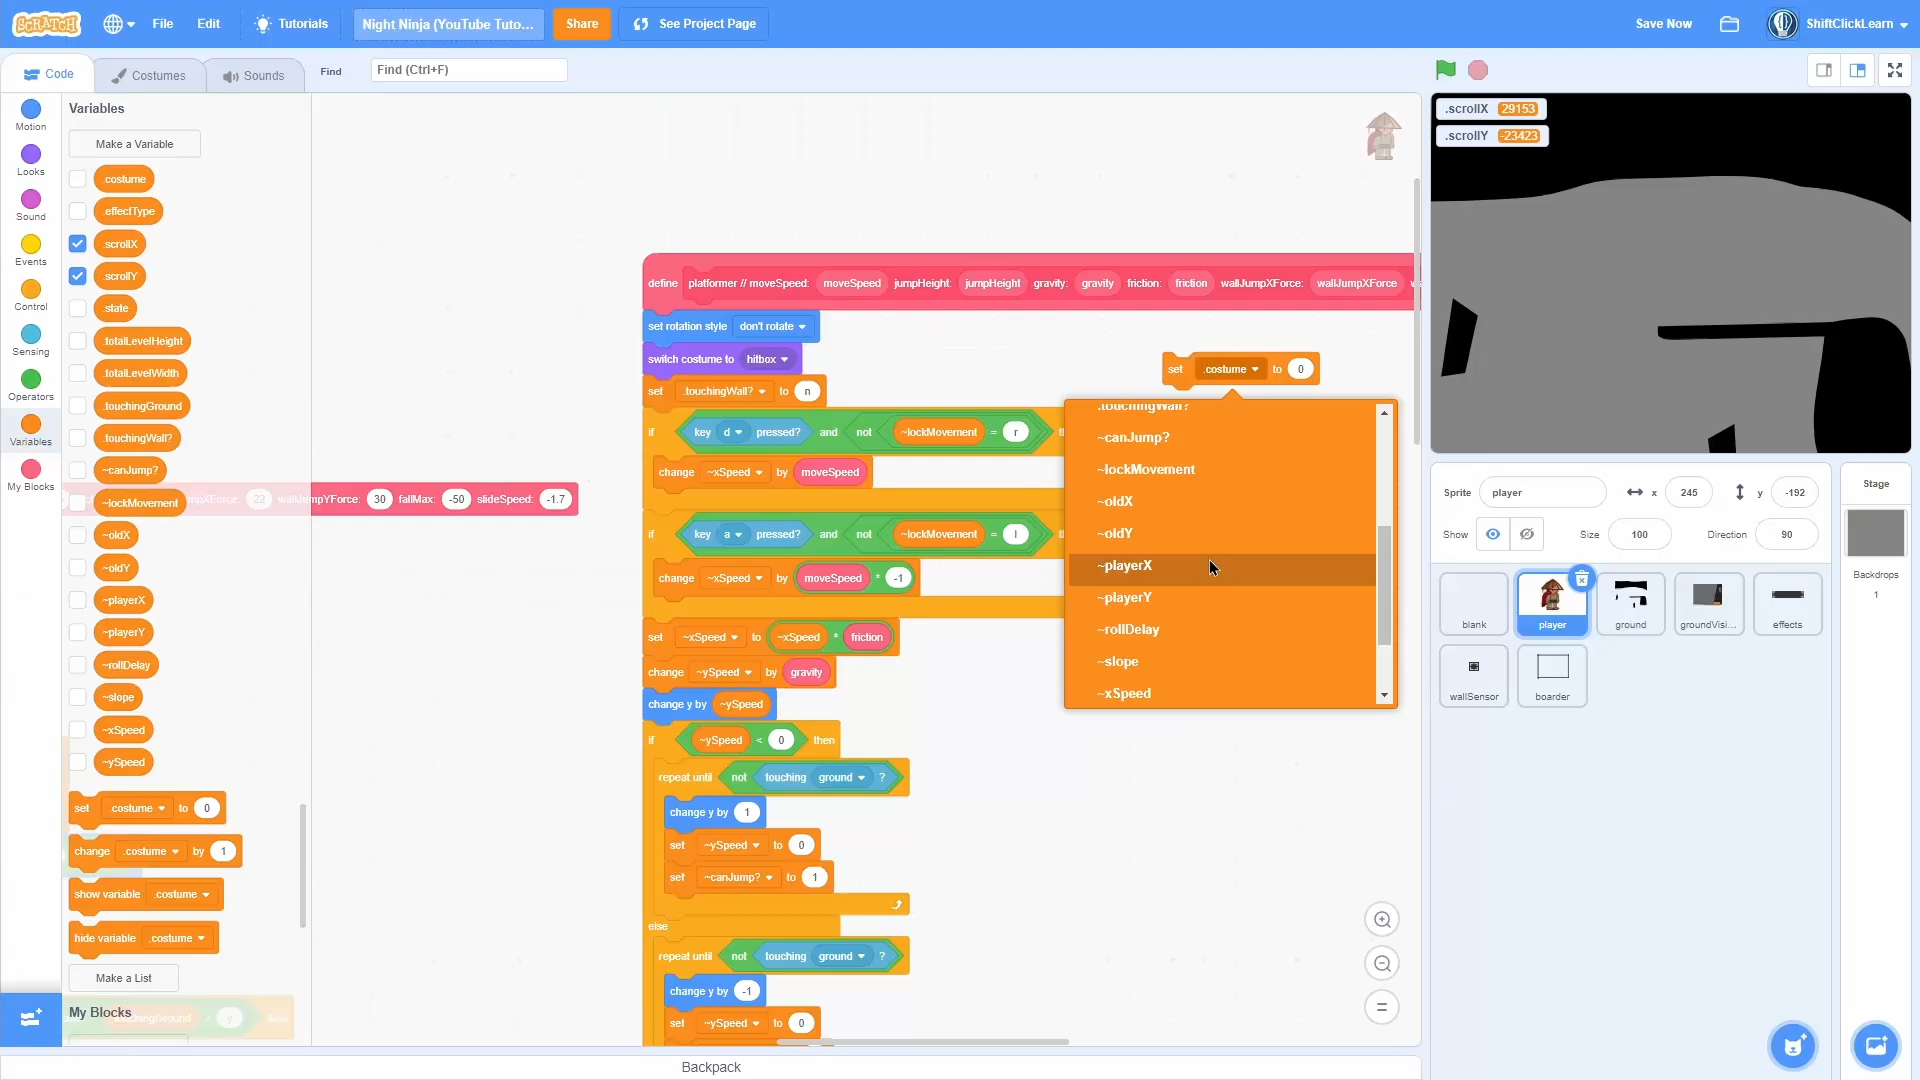 SCRATCH
File
Edit
Tutorials
Night Ninja (YouTube Tuto...
Share
See Project Page
Save Now
ShiftClickLearn
Code
Costumes
Sounds
Find
Find (Ctrl+F)
Motion
Looks
Sound
Events
Control
Sensing
Operators
Variables
My Blocks
Variables
Make a Variable
.costume
.effectType
.scrollX
.scrollY
.state
.totalLevelHeight
.totalLevelWidth
.touchingGround
.touchingWall?
~canJump?
~lockMovement
~oldX
~oldY
~playerX
~playerY
~rollDelay
~slope
~xSpeed
~ySpeed
set .costume to 0
change .costume by 1
show variable .costume
hide variable .costume
Make a List
My Blocks
22 wallJumpYForce: 30 fallMax: -50 slideSpeed: -1.7
define platformer // moveSpeed: moveSpeed jumpHeight: jumpHeight gravity: gravity friction: friction wallJumpXForce: wallJumpXForce
set rotation style don't rotate
switch costume to hitbox
set .touchingWall? to n
if key d pressed? and not ~lockMovement = r
change ~xSpeed by moveSpeed
if key a pressed? and not ~lockMovement = l
change ~xSpeed by moveSpeed * -1
set ~xSpeed to ~xSpeed * friction
change ~ySpeed by gravity
change y by ~ySpeed
if ~ySpeed < 0 then
repeat until not touching ground ?
change y by 1
set ~ySpeed to 0
set ~canJump? to 1
else
repeat until not touching ground ?
change y by -1
set ~ySpeed to 0
set .costume to 0
.touchingWall?
~canJump?
~lockMovement
~oldX
~oldY
~playerX
~playerY
~rollDelay
~slope
~xSpeed
Backpack
.scrollX 29153
.scrollY -23423
Sprite player x 245 y -192
Show Size 100 Direction 90
blank
player
ground
groundVisi...
effects
wallSensor
boarder
Stage
Backdrops
1